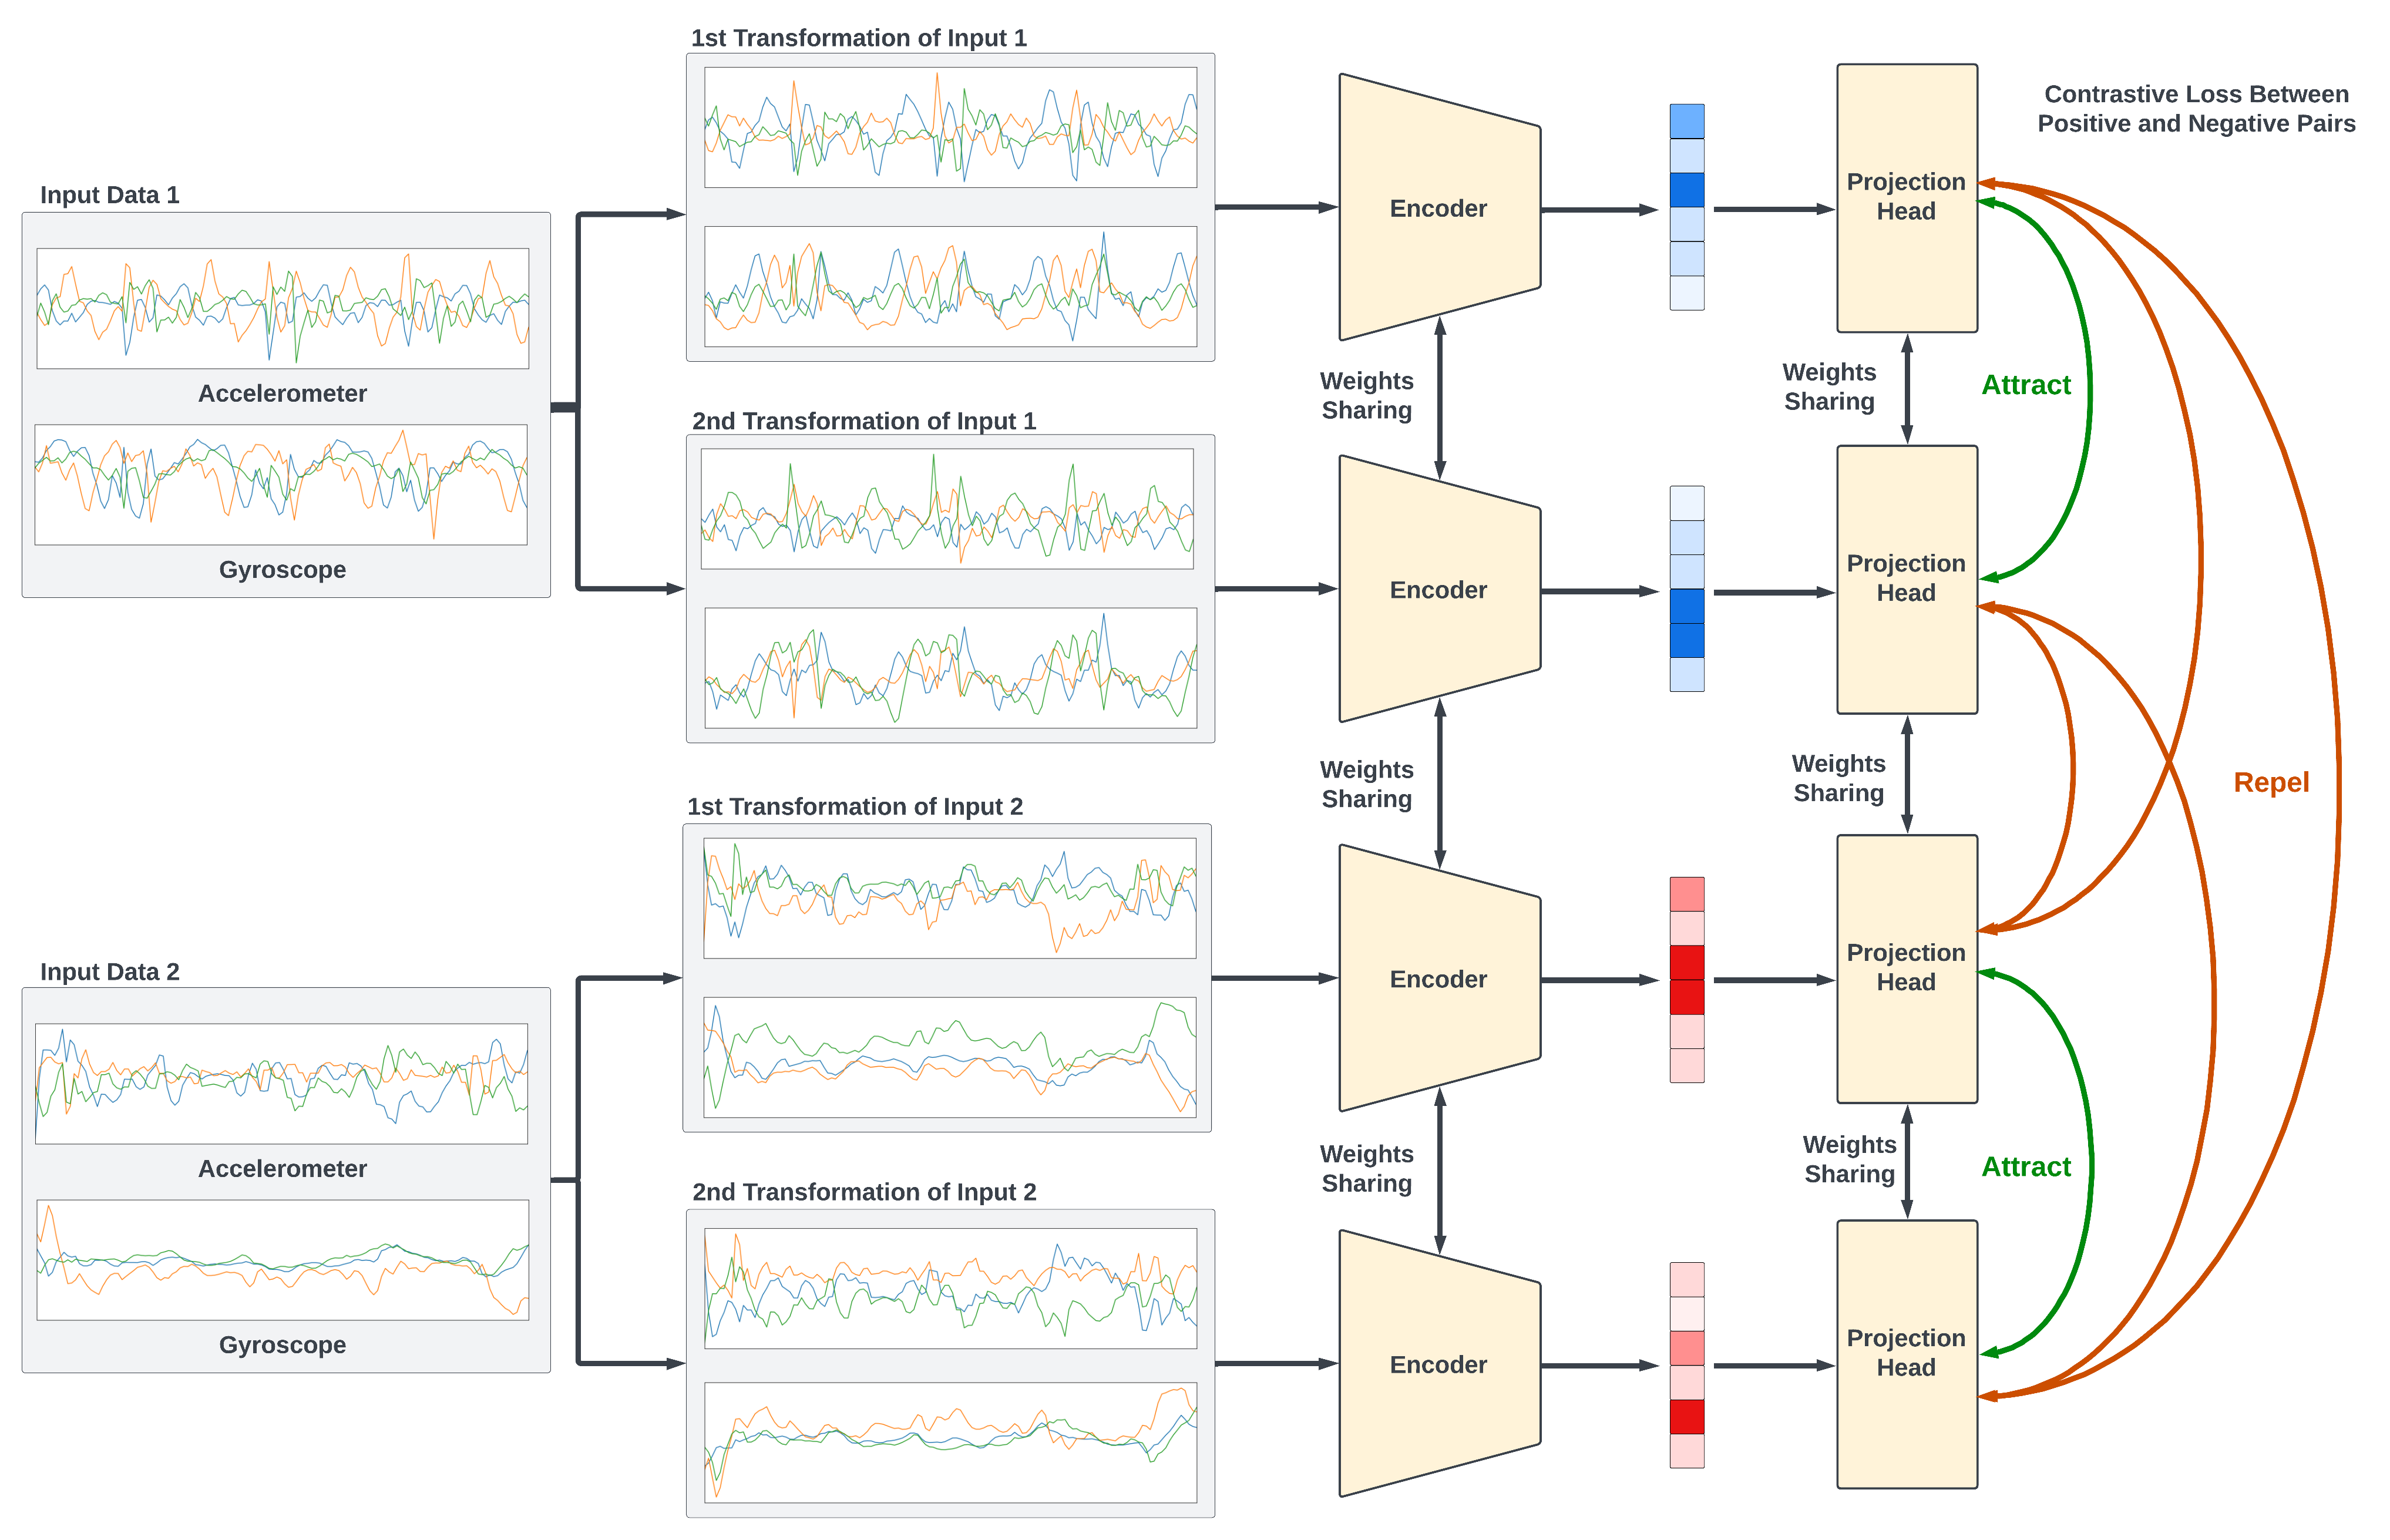 1st Transformation of Input 1
Contrastive Loss Between
Positive and Negative Pairs
Input Data 1
Accelerometer
Gyroscope
Encoder
Projection
Head
Weights
Sharing
Weights
Sharing
Attract
2nd Transformation of Input 1
Encoder
Projection
Head
Weights
Sharing
Weights
Sharing
Repel
1st Transformation of Input 2
Encoder
Projection
Head
Input Data 2
Accelerometer
Gyroscope
Weights
Sharing
Weights
Sharing
Attract
2nd Transformation of Input 2
Encoder
Projection
Head